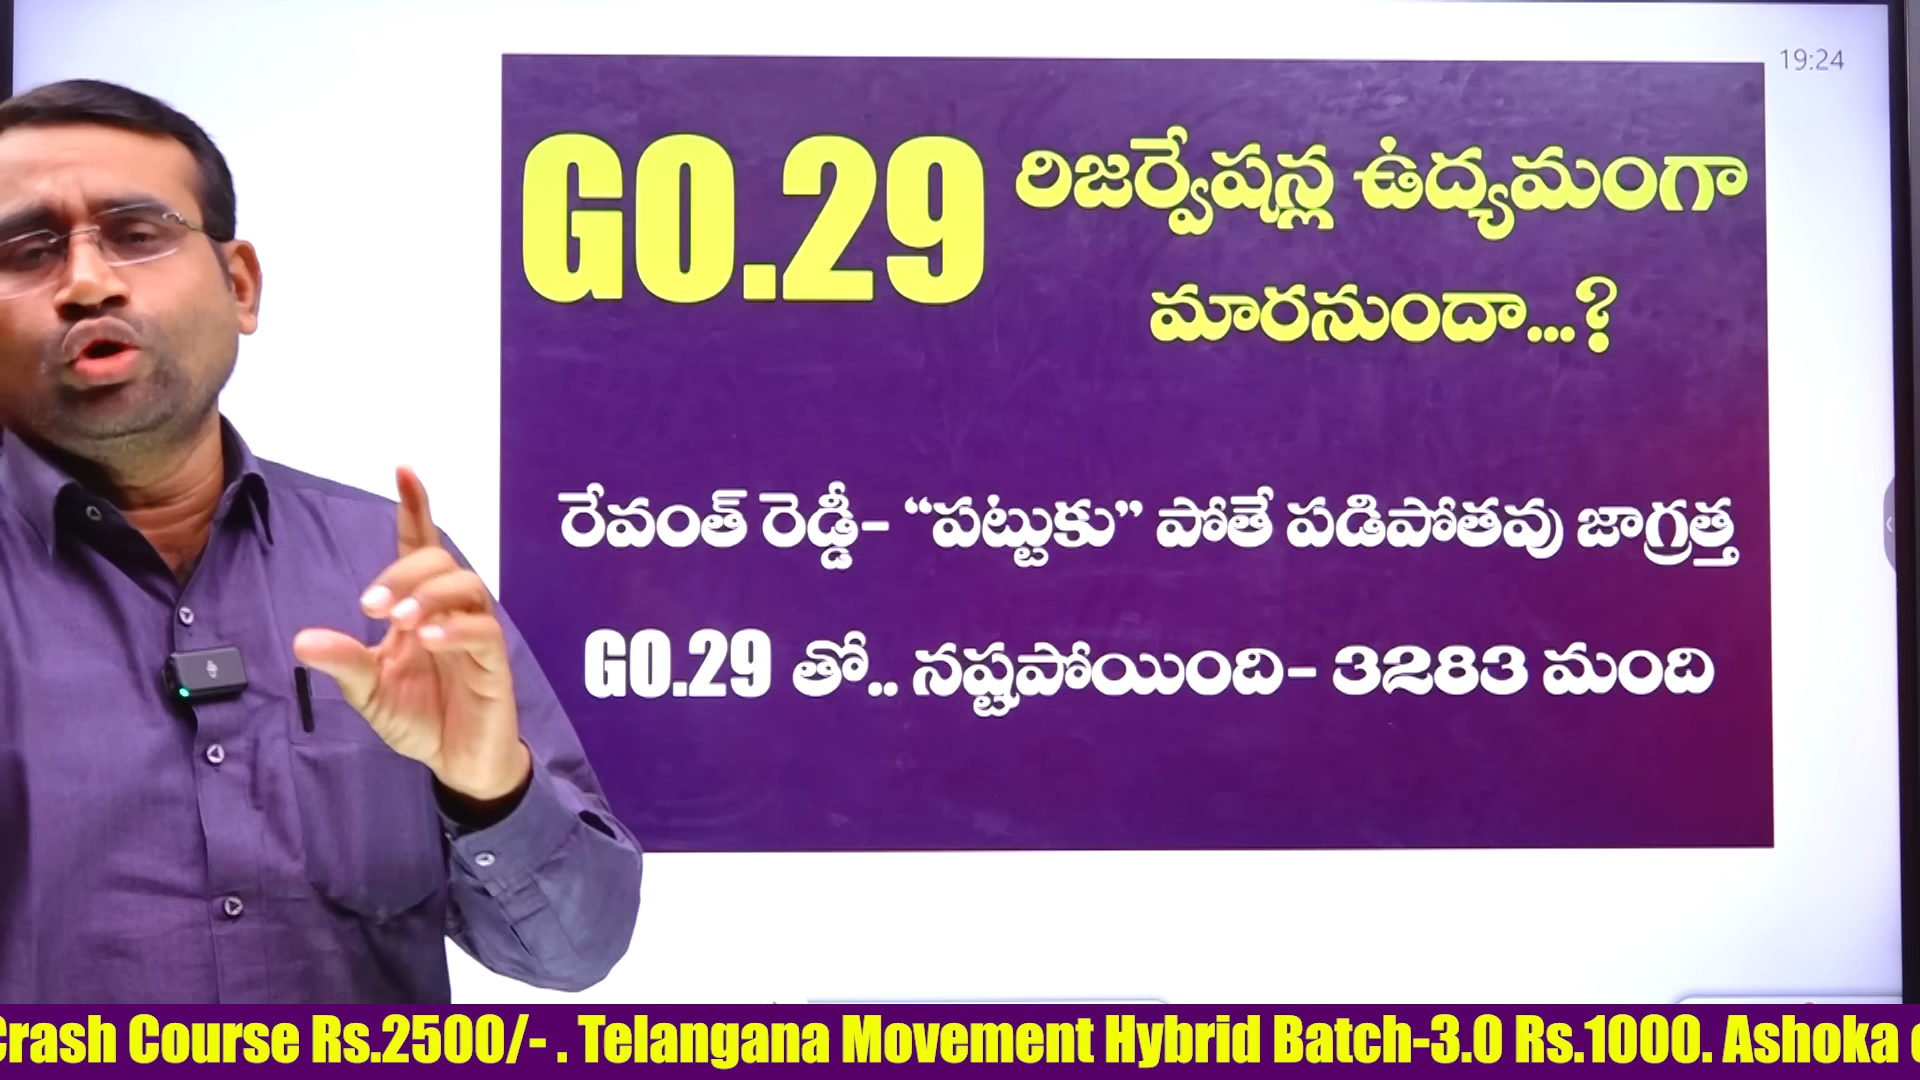 19:24
GO.29 రిజర్వేషన్ల ఉద్యమంగా
మారనుందా...?
రేవంత్ రెడ్డీ- “పట్టుకు” పోతే పడిపోతవు జాగ్రత్త
GO.29 తో.. నష్టపోయింది- 3283 మంది
Crash Course Rs.2500/- . Telangana Movement Hybrid Batch-3.0 Rs.1000. Ashoka